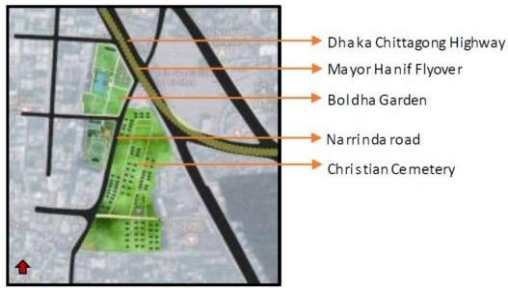 Dhaka Chittagong Highway
Mayor Hanif Flyover
Boldha Garden
Narrinda road
Christian Cemetery